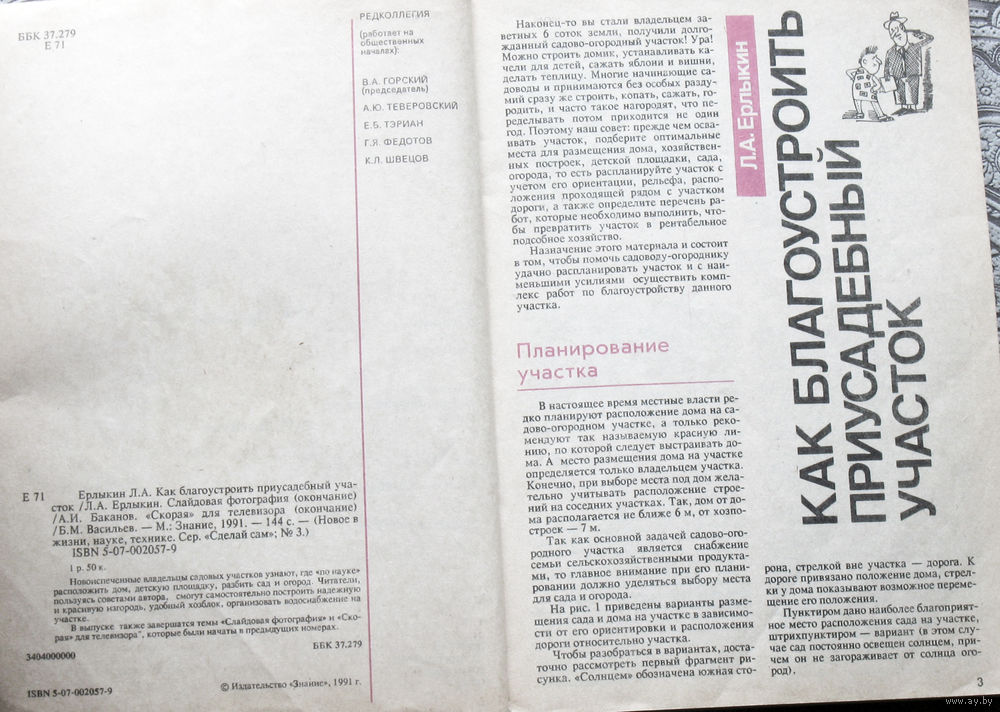 ББК 37.279
Е 71
РЕДКОЛЛЕГИЯ
(работает на
общественных
началах):
В.А. ГОРСКИЙ
(председатель)
А.Ю. ТЕВЕРОВСКИЙ
Е.Б. ТЭРИАН
Г.Я. ФЕДОТОВ
К.Л. ШВЕЦОВ
Е 71
Ерлыкин Л.А. Как благоустроить приусадебный учас-
ток /Л.А. Ерлыкин. Слайдовая фотография (окончание)
/А.И. Баканов. «Скорая» для телевизора (окончание)
/Б.М. Васильев. — М.: Знание, 1991. — 144 с. — (Новое в
жизни, науке, технике. Сер. «Сделай сам»; № 3.)
ISBN 5-07-002057-9
1 р. 50 к.
Новоиспеченные владельцы садовых участков узнают, где «по науке»
расположить дом, детскую площадку, разбить сад и огород. Читатели,
пользуясь советами автора, смогут самостоятельно построить надежную
и красивую изгородь, удобный хозблок, организовать водоснабжение на
участке.
В выпуске также завершатся темы «Слайдовая фотография» и «Ско-
рая» для телевизора", которые были начаты в предыдущих номерах.
ББК 37.279
3404000000
ISBN 5-07-002057-9
© Издательство «Знание», 1991 г.
Наконец-то вы стали владельцем за-
ветных 6 соток земли, получили долго-
жданный садово-огородный участок! Ура!
Можно строить домик, устанавливать ка-
чели для детей, сажать яблони и вишни,
делать теплицу. Многие начинающие са-
доводы и принимаются без особых разду-
мий сразу же строить, копать, сажать, го-
родить, и часто такое нагородят, что пе-
ределывать потом приходится не один
год. Поэтому наш совет: прежде чем осва-
ивать участок, подберите оптимальные
места для размещения дома, хозяйствен-
ных построек, детской площадки, сада,
огорода, то есть распланируйте участок с
учетом его ориентации, рельефа, распо-
ложения проходящей рядом с участком
дороги, а также определите перечень ра-
бот, которые необходимо выполнить, что-
бы превратить участок в рентабельное
подсобное хозяйство.
Назначение этого материала и состоит
в том, чтобы помочь садоводу-огороднику
удачно распланировать участок и с наи-
меньшими усилиями осуществить комп-
лекс работ по благоустройству данного
участка.
Планирование
участка
В настоящее время местные власти ре-
дко планируют расположение дома на са-
дово-огородном участке, а только реко-
мендуют так называемую красную ли-
нию, по которой следует выстраивать до-
ма. А место размещения дома на участке
определяется только владельцем участка.
Конечно, при выборе места под дом жела-
тельно учитывать расположение строе-
ний на соседних участках. Так, дом от до-
ма располагается не ближе 6 м, от хозпо-
строек — 7 м.
Так как основной задачей садово-ого-
родного участка является снабжение
семьи сельскохозяйственными продукта-
ми, то главное внимание при его плани-
ровании должно уделяться выбору места
для сада и огорода.
На рис. 1 приведены варианты разме-
щения сада и дома на участке в зависимо-
сти от его ориентировки и расположения
дороги относительно участка.
Чтобы разобраться в вариантах, доста-
точно рассмотреть первый фрагмент ри-
сунка. «Солнцем» обозначена южная сто-
Л.А. Ерлыкин
КАК БЛАГОУСТРОИТЬ
ПРИУСАДЕБНЫЙ
УЧАСТОК
рона, стрелкой вне участка — дорога. К
дороге привязано положение дома, стрел-
ки у дома показывают возможное переме-
щение его положения.
Пунктиром дано наиболее благоприят-
ное место расположения сада на участке,
штрихпунктиром — вариант (в этом слу-
чае сад постоянно освещен солнцем, при-
чем он не загораживает от солнца ого-
род).
3
www.ay.by